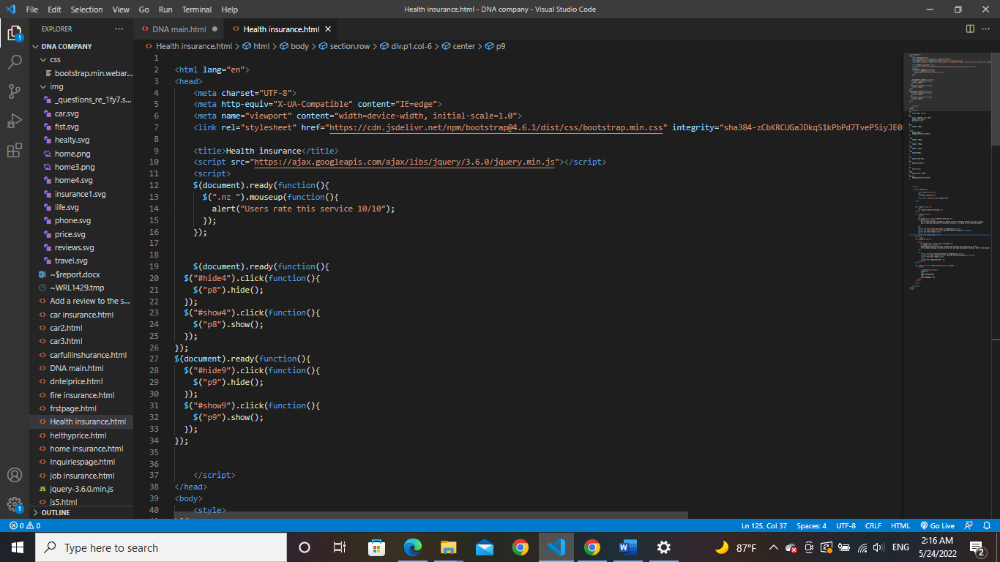 File Edit Selection View Go Run Terminal Help
Health insurance.html - DNA company - Visual Studio Code
EXPLORER ...
DNA main.html
Health insurance.html
Health insurance.html > html > body > section.row > div.p1.col-6 > center > p9
DNA COMPANY
css
bootstrap.min.webar...
img
_questions_re_1fy7.s...
car.svg
fist.svg
healty.svg
home.png
home3.png
home4.svg
insurance1.svg
life.svg
phone.svg
price.svg
reviews.svg
travel.svg
~$report.docx
~WRL1429.tmp
Add a review to the s...
car insurance.html
car2.html
car3.html
carfullinshurance.html
DNA main.html
dntelprice.html
fire insurance.html
frstpage.html
Health insurance.html
helthyprice.html
home insurance.html
Inquiriespage.html
job insurance.html
JS jquery-3.6.0.min.js
js5.html
OUTLINE
1
2 <html lang="en">
3 <head>
4 <meta charset="UTF-8">
5 <meta http-equiv="X-UA-Compatible" content="IE=edge">
6 <meta name="viewport" content="width=device-width, initial-scale=1.0">
7 <link rel="stylesheet" href="https://cdn.jsdelivr.net/npm/bootstrap@4.6.1/dist/css/bootstrap.min.css" integrity="sha384-zCbKRCUGaJDkqS1kPbPd7TveP5iyJE0
8
9 <title>Health insurance</title>
10 <script src="https://ajax.googleapis.com/ajax/libs/jquery/3.6.0/jquery.min.js"></script>
11 <script>
12 $(document).ready(function(){
13 $(".nz ").mouseup(function(){
14 alert("Users rate this service 10/10");
15 });
16 });
17
18
19 $(document).ready(function(){
20 $("#hide4").click(function(){
21 $("p8").hide();
22 });
23 $("#show4").click(function(){
24 $("p8").show();
25 });
26 });
27 $(document).ready(function(){
28 $("#hide9").click(function(){
29 $("p9").hide();
30 });
31 $("#show9").click(function(){
32 $("p9").show();
33 });
34 });
35
36
37 </script>
38 </head>
39 <body>
40 <style>
0 0 Ln 125, Col 37 Spaces: 4 UTF-8 CRLF HTML Go Live
Type here to search
87°F ENG 2:16 AM
5/24/2022 2